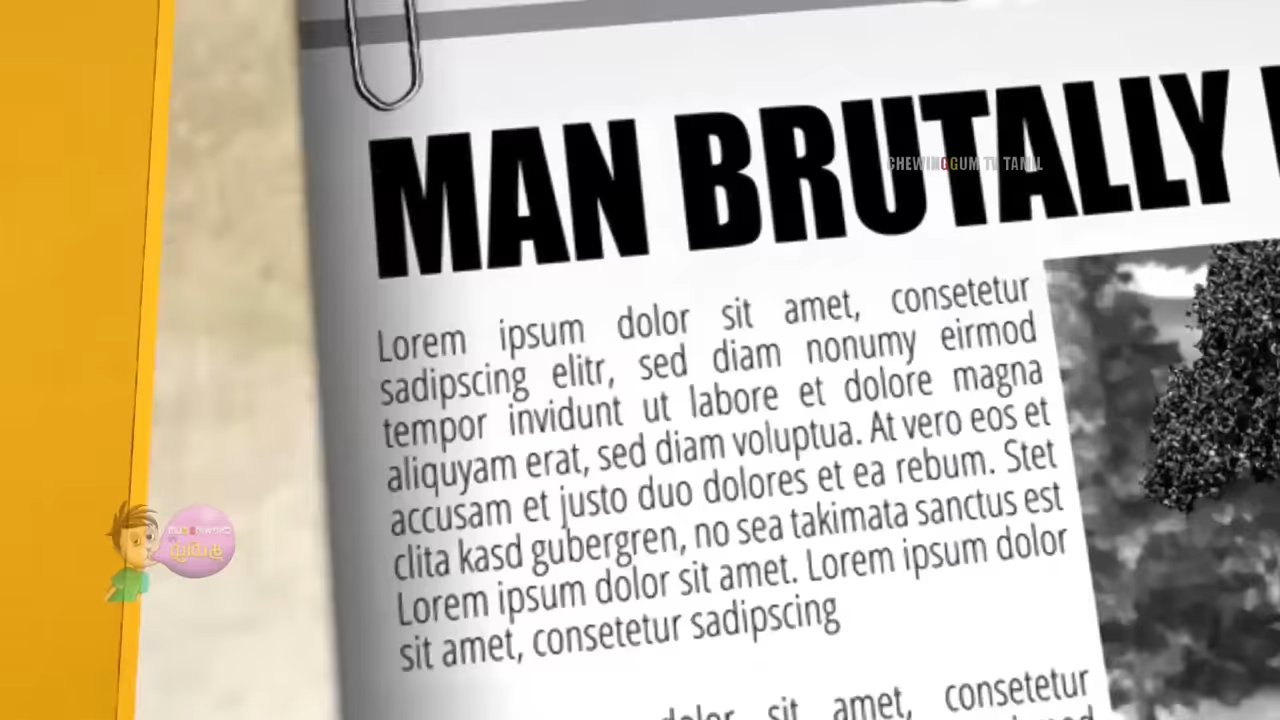 MAN BRUTALLY
CHEWINGGUM TV TAMIL
Lorem ipsum dolor sit amet, consetetur
sadipscing elitr, sed diam nonumy eirmod
tempor invidunt ut labore et dolore magna
aliquyam erat, sed diam voluptua. At vero eos et
accusam et justo duo dolores et ea rebum. Stet
clita kasd gubergren, no sea takimata sanctus est
Lorem ipsum dolor sit amet. Lorem ipsum dolor
sit amet, consetetur sadipscing
dolor sit amet, consetetur